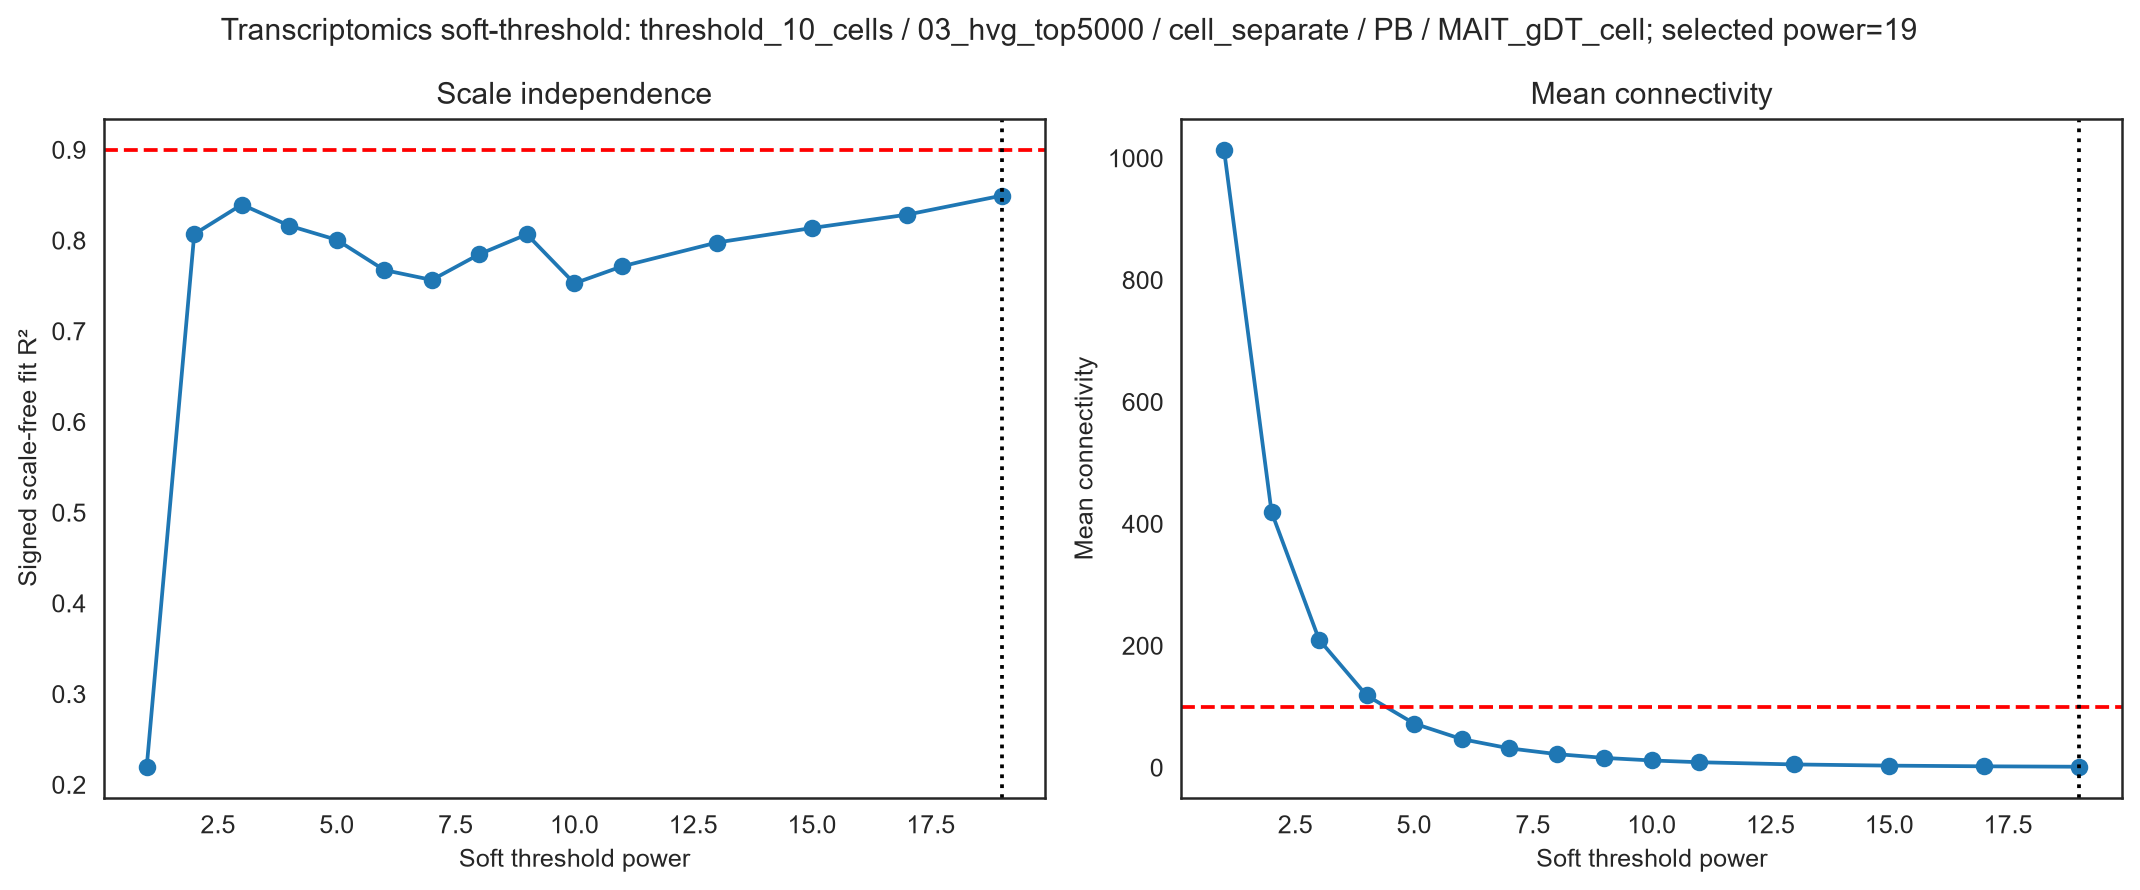 Transcriptomics soft-threshold: threshold_10_cells / 03_hvg_top5000 / cell_separate / PB / MAIT_gDT_cell; selected power=19
Scale independence
Signed scale-free fit R²
0.9
0.8
0.7
0.6
0.5
0.4
0.3
0.2
2.5 5.0 7.5 10.0 12.5 15.0 17.5
Soft threshold power
Mean connectivity
Mean connectivity
1000
800
600
400
200
0
2.5 5.0 7.5 10.0 12.5 15.0 17.5
Soft threshold power